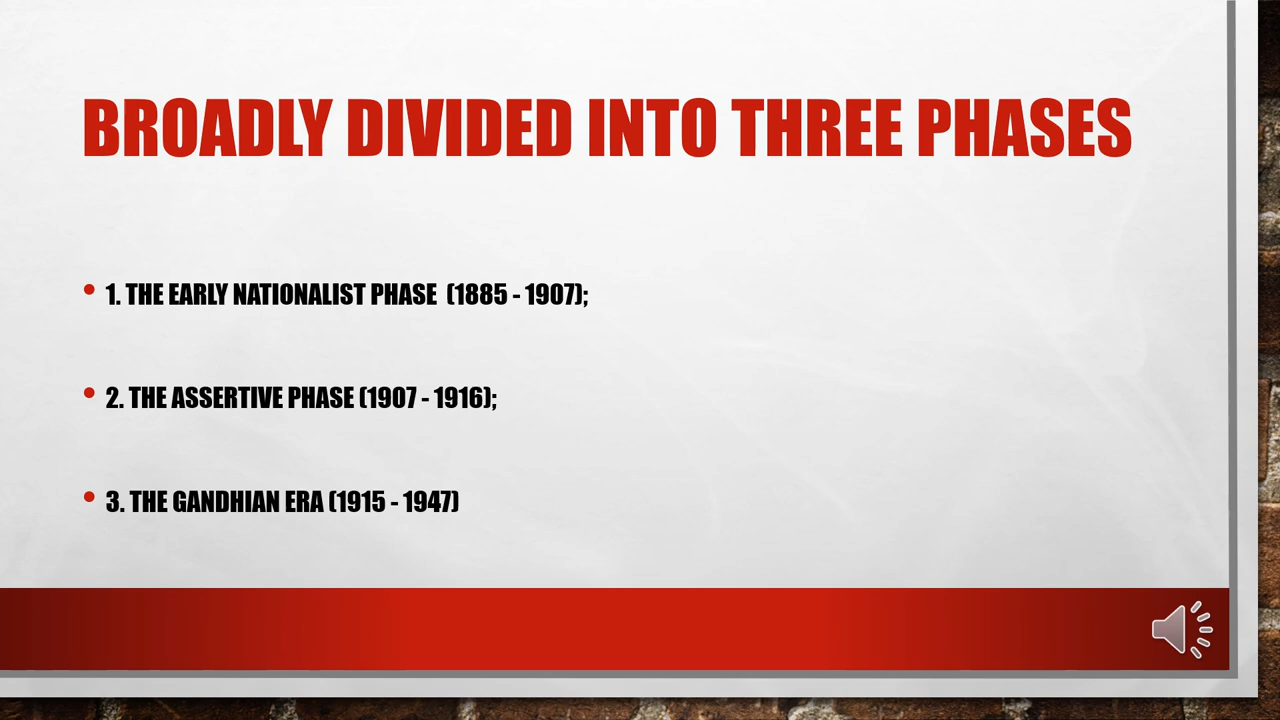 BROADLY DIVIDED INTO THREE PHASES
• 1. THE EARLY NATIONALIST PHASE  (1885 - 1907);
• 2. THE ASSERTIVE PHASE (1907 - 1916);
• 3. THE GANDHIAN ERA (1915 - 1947)